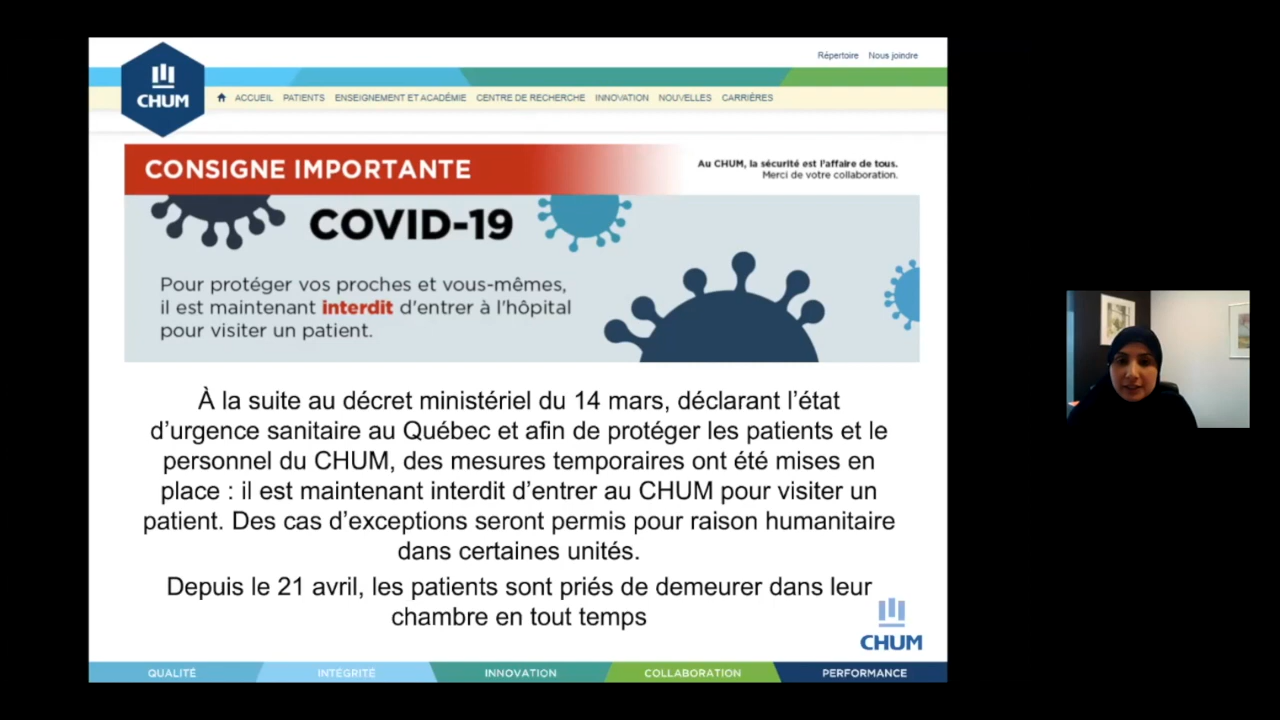 Répertoire Nous joindre
CHUM
ACCUEIL PATIENTS ENSEIGNEMENT ET ACADÉMIE CENTRE DE RECHERCHE INNOVATION NOUVELLES CARRIÈRES
CONSIGNE IMPORTANTE
Au CHUM, la sécurité est l'affaire de tous.
Merci de votre collaboration.
COVID-19
Pour protéger vos proches et vous-mêmes,
il est maintenant interdit d'entrer à l'hôpital
pour visiter un patient.
À la suite au décret ministériel du 14 mars, déclarant l'état
d'urgence sanitaire au Québec et afin de protéger les patients et le
personnel du CHUM, des mesures temporaires ont été mises en
place : il est maintenant interdit d'entrer au CHUM pour visiter un
patient. Des cas d'exceptions seront permis pour raison humanitaire
dans certaines unités.
Depuis le 21 avril, les patients sont priés de demeurer dans leur
chambre en tout temps
CHUM
QUALITÉ INTÉGRITÉ INNOVATION COLLABORATION PERFORMANCE